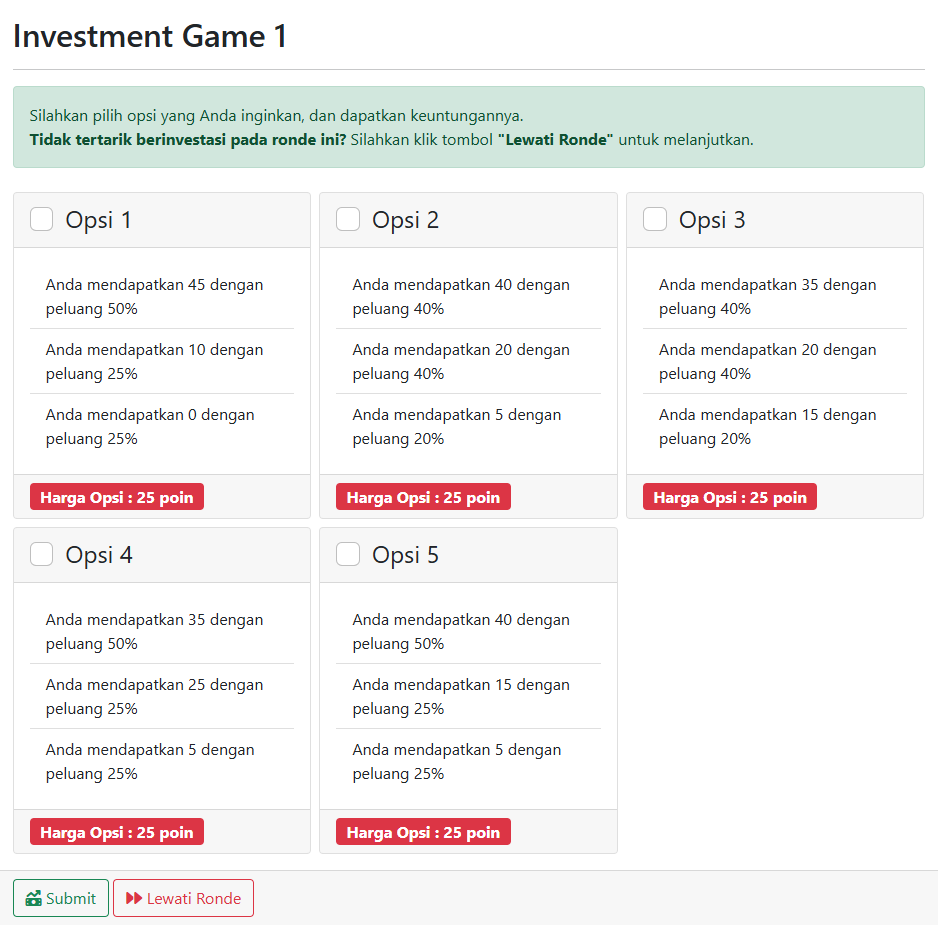 Investment Game 1
Silahkan pilih opsi yang Anda inginkan, dan dapatkan keuntungannya.
Tidak tertarik berinvestasi pada ronde ini? Silahkan klik tombol "Lewati Ronde" untuk melanjutkan.
Opsi 1
Anda mendapatkan 45 dengan
peluang 50%
Anda mendapatkan 10 dengan
peluang 25%
Anda mendapatkan 0 dengan
peluang 25%
Harga Opsi : 25 poin
Opsi 2
Anda mendapatkan 40 dengan
peluang 40%
Anda mendapatkan 20 dengan
peluang 40%
Anda mendapatkan 5 dengan
peluang 20%
Harga Opsi : 25 poin
Opsi 3
Anda mendapatkan 35 dengan
peluang 40%
Anda mendapatkan 20 dengan
peluang 40%
Anda mendapatkan 15 dengan
peluang 20%
Harga Opsi : 25 poin
Opsi 4
Anda mendapatkan 35 dengan
peluang 50%
Anda mendapatkan 25 dengan
peluang 25%
Anda mendapatkan 5 dengan
peluang 25%
Harga Opsi : 25 poin
Opsi 5
Anda mendapatkan 40 dengan
peluang 50%
Anda mendapatkan 15 dengan
peluang 25%
Anda mendapatkan 5 dengan
peluang 25%
Harga Opsi : 25 poin
Submit
Lewati Ronde